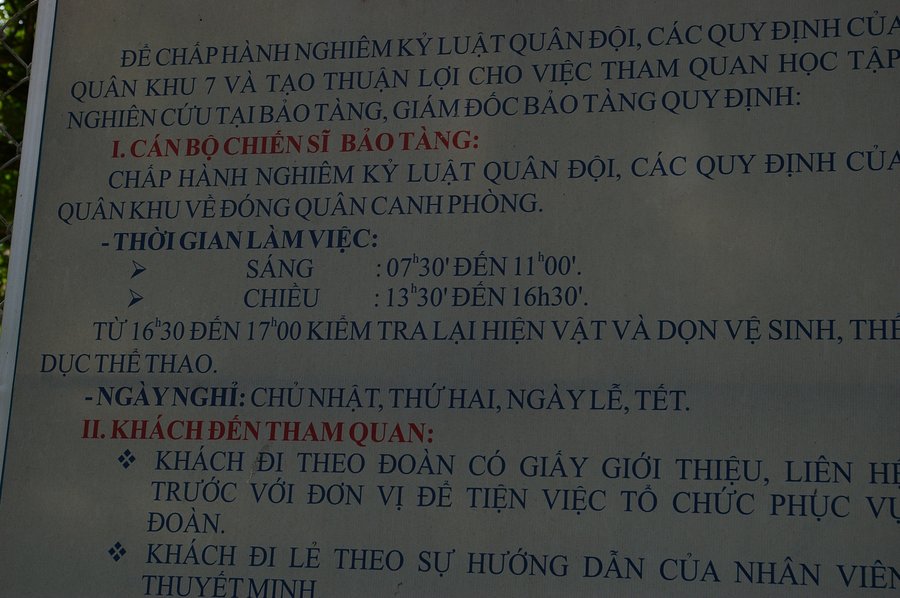 ĐỂ CHẤP HÀNH NGHIÊM KỶ LUẬT QUÂN ĐỘI, CÁC QUY ĐỊNH CỦA
QUÂN KHU 7 VÀ TẠO THUẬN LỢI CHO VIỆC THAM QUAN HỌC TẬP
NGHIÊN CỨU TẠI BẢO TÀNG, GIÁM ĐỐC BẢO TÀNG QUY ĐỊNH:
I. CÁN BỘ CHIẾN SĨ BẢO TÀNG:
CHẤP HÀNH NGHIÊM KỶ LUẬT QUÂN ĐỘI, CÁC QUY ĐỊNH CỦA
QUÂN KHU VỀ ĐÓNG QUÂN CANH PHÒNG.
- THỜI GIAN LÀM VIỆC:
➢ SÁNG : 07h30' ĐẾN 11h00'.
➢ CHIỀU : 13h30' ĐẾN 16h30'.
TỪ 16h30 ĐẾN 17h00 KIỂM TRA LẠI HIỆN VẬT VÀ DỌN VỆ SINH, THỂ
DỤC THỂ THAO.
- NGÀY NGHỈ: CHỦ NHẬT, THỨ HAI, NGÀY LỄ, TẾT.
II. KHÁCH ĐẾN THAM QUAN:
❖ KHÁCH ĐI THEO ĐOÀN CÓ GIẤY GIỚI THIỆU, LIÊN HỆ
TRƯỚC VỚI ĐƠN VỊ ĐỂ TIỆN VIỆC TỔ CHỨC PHỤC VỤ
ĐOÀN.
❖ KHÁCH ĐI LẺ THEO SỰ HƯỚNG DẪN CỦA NHÂN VIÊN
THUYẾT MINH